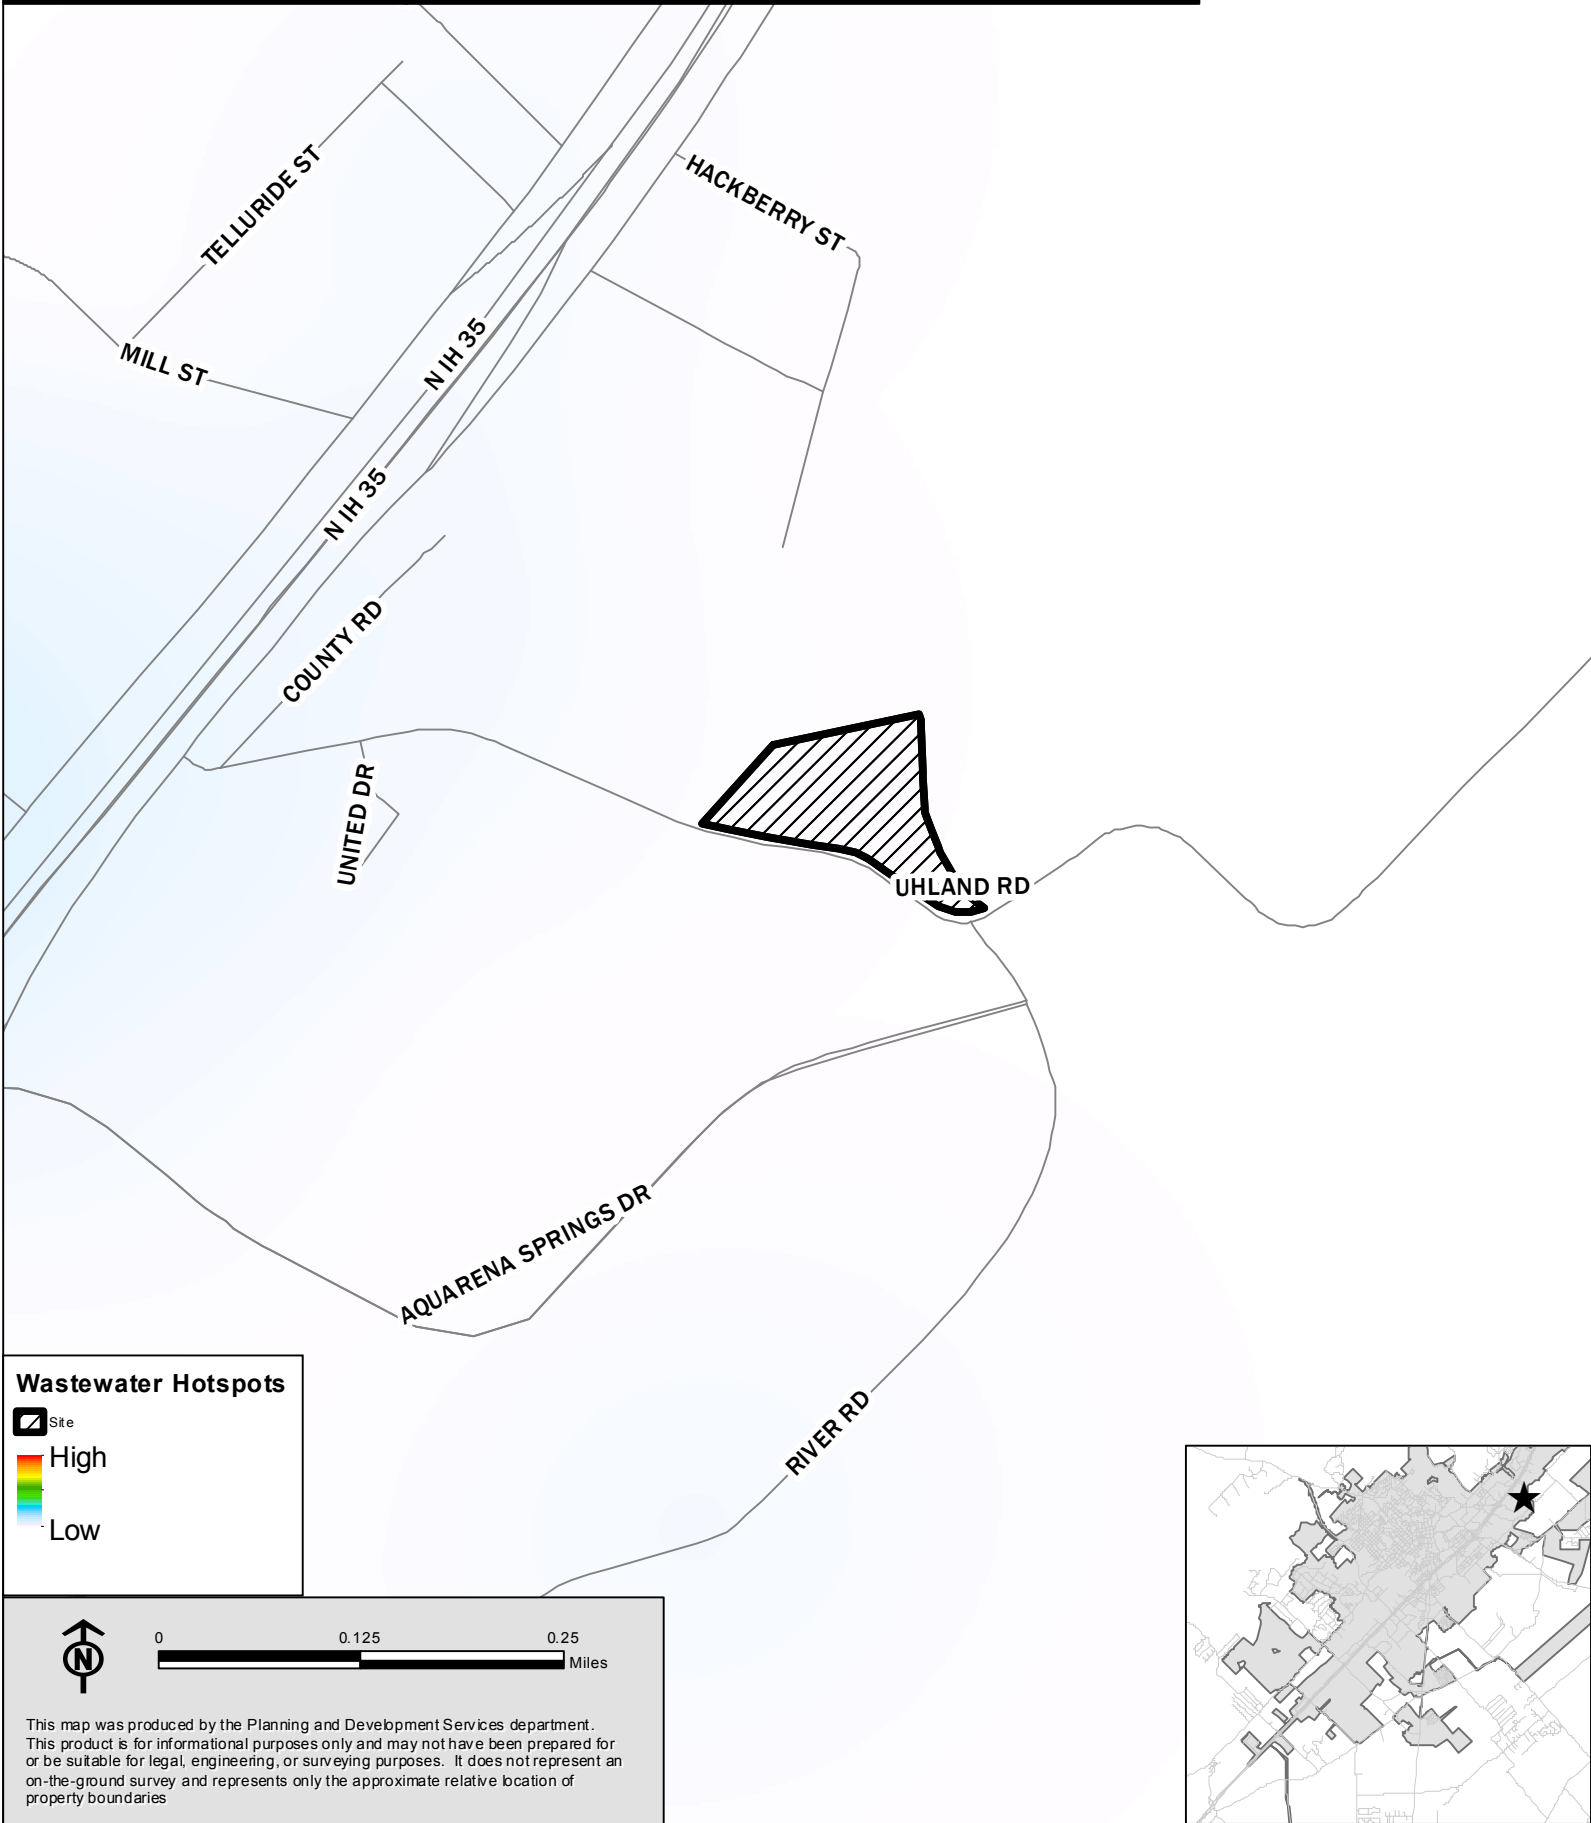 HACKBERRY ST
TELLURIDE ST
N IH 35
MILL ST
N IH 35
COUNTY RD
UNITED DR
UHLAND RD
AQUARENA SPRINGS DR
RIVER RD
Wastewater Hotspots
Site
High
Low
N
0 0.125 0.25
Miles
This map was produced by the Planning and Development Services department.
This product is for informational purposes only and may not have been prepared for
or be suitable for legal, engineering, or surveying purposes. It does not represent an
on-the-ground survey and represents only the approximate relative location of
property boundaries